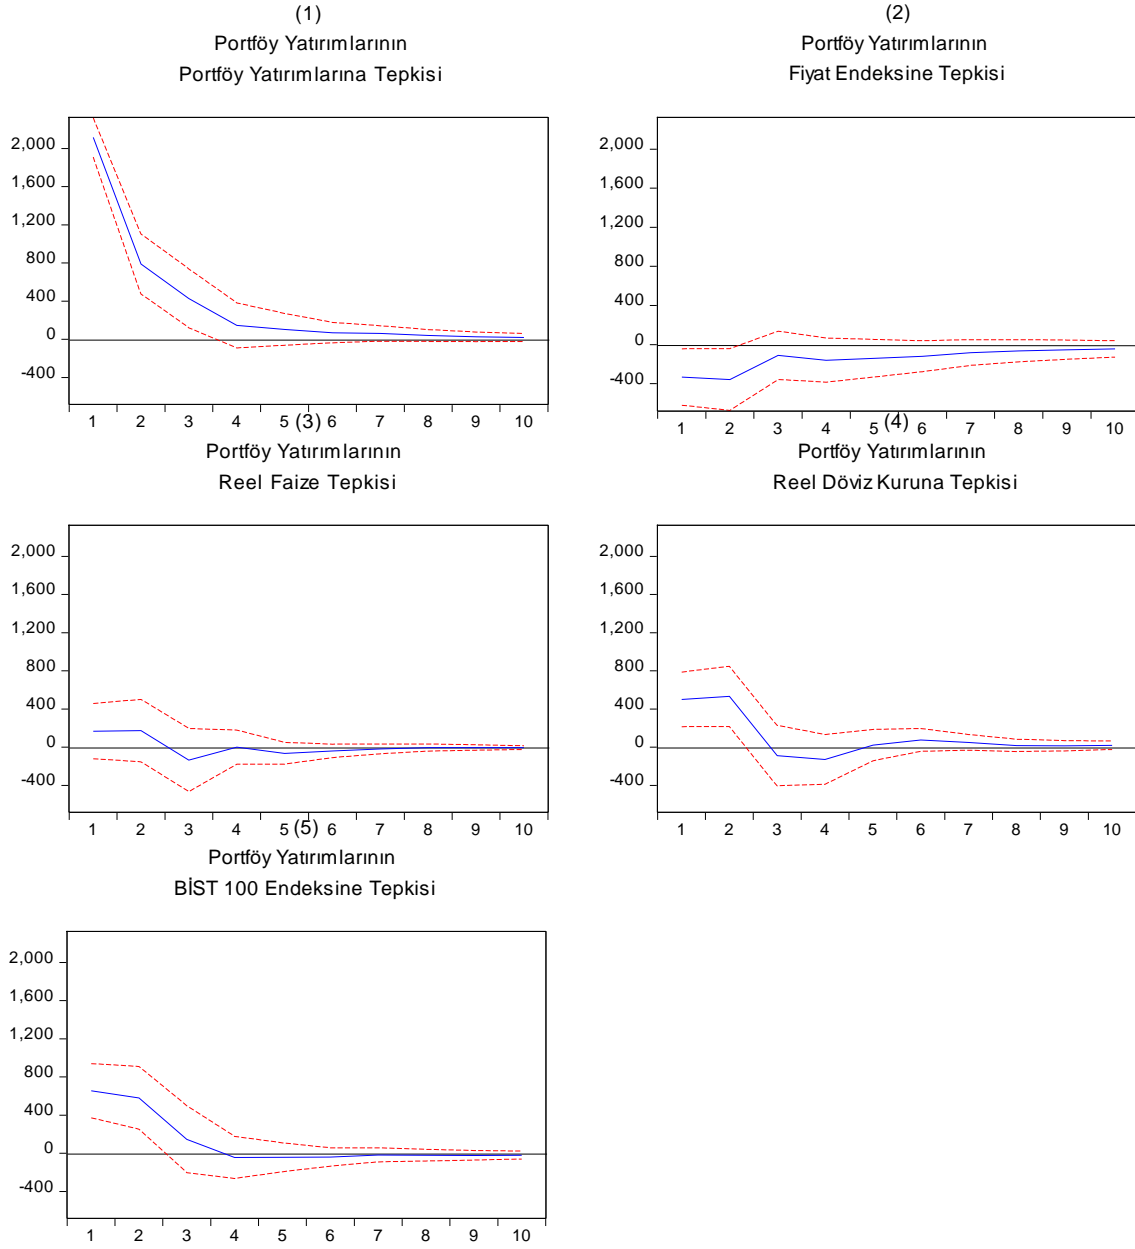 (1)
Portföy Yatırımlarının
Portföy Yatırımlarına Tepkisi
2,000
1,600
1,200
800
400
0
-400
1 2 3 4 5 6 7 8 9 10
(2)
Portföy Yatırımlarının
Fiyat Endeksine Tepkisi
2,000
1,600
1,200
800
400
0
-400
1 2 3 4 5 6 7 8 9 10
(3)
Portföy Yatırımlarının
Reel Faize Tepkisi
2,000
1,600
1,200
800
400
0
-400
1 2 3 4 5 6 7 8 9 10
(4)
Portföy Yatırımlarının
Reel Döviz Kuruna Tepkisi
2,000
1,600
1,200
800
400
0
-400
1 2 3 4 5 6 7 8 9 10
(5)
Portföy Yatırımlarının
BİST 100 Endeksine Tepkisi
2,000
1,600
1,200
800
400
0
-400
1 2 3 4 5 6 7 8 9 10